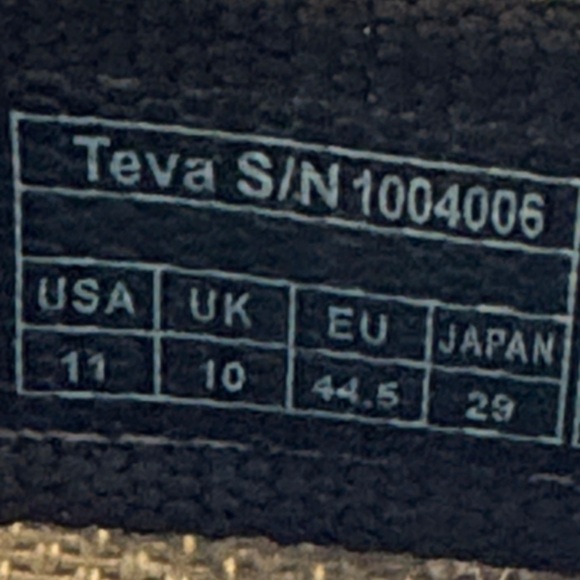 Teva S/N 1004006
USA UK EU JAPAN
11 10 44.5 29